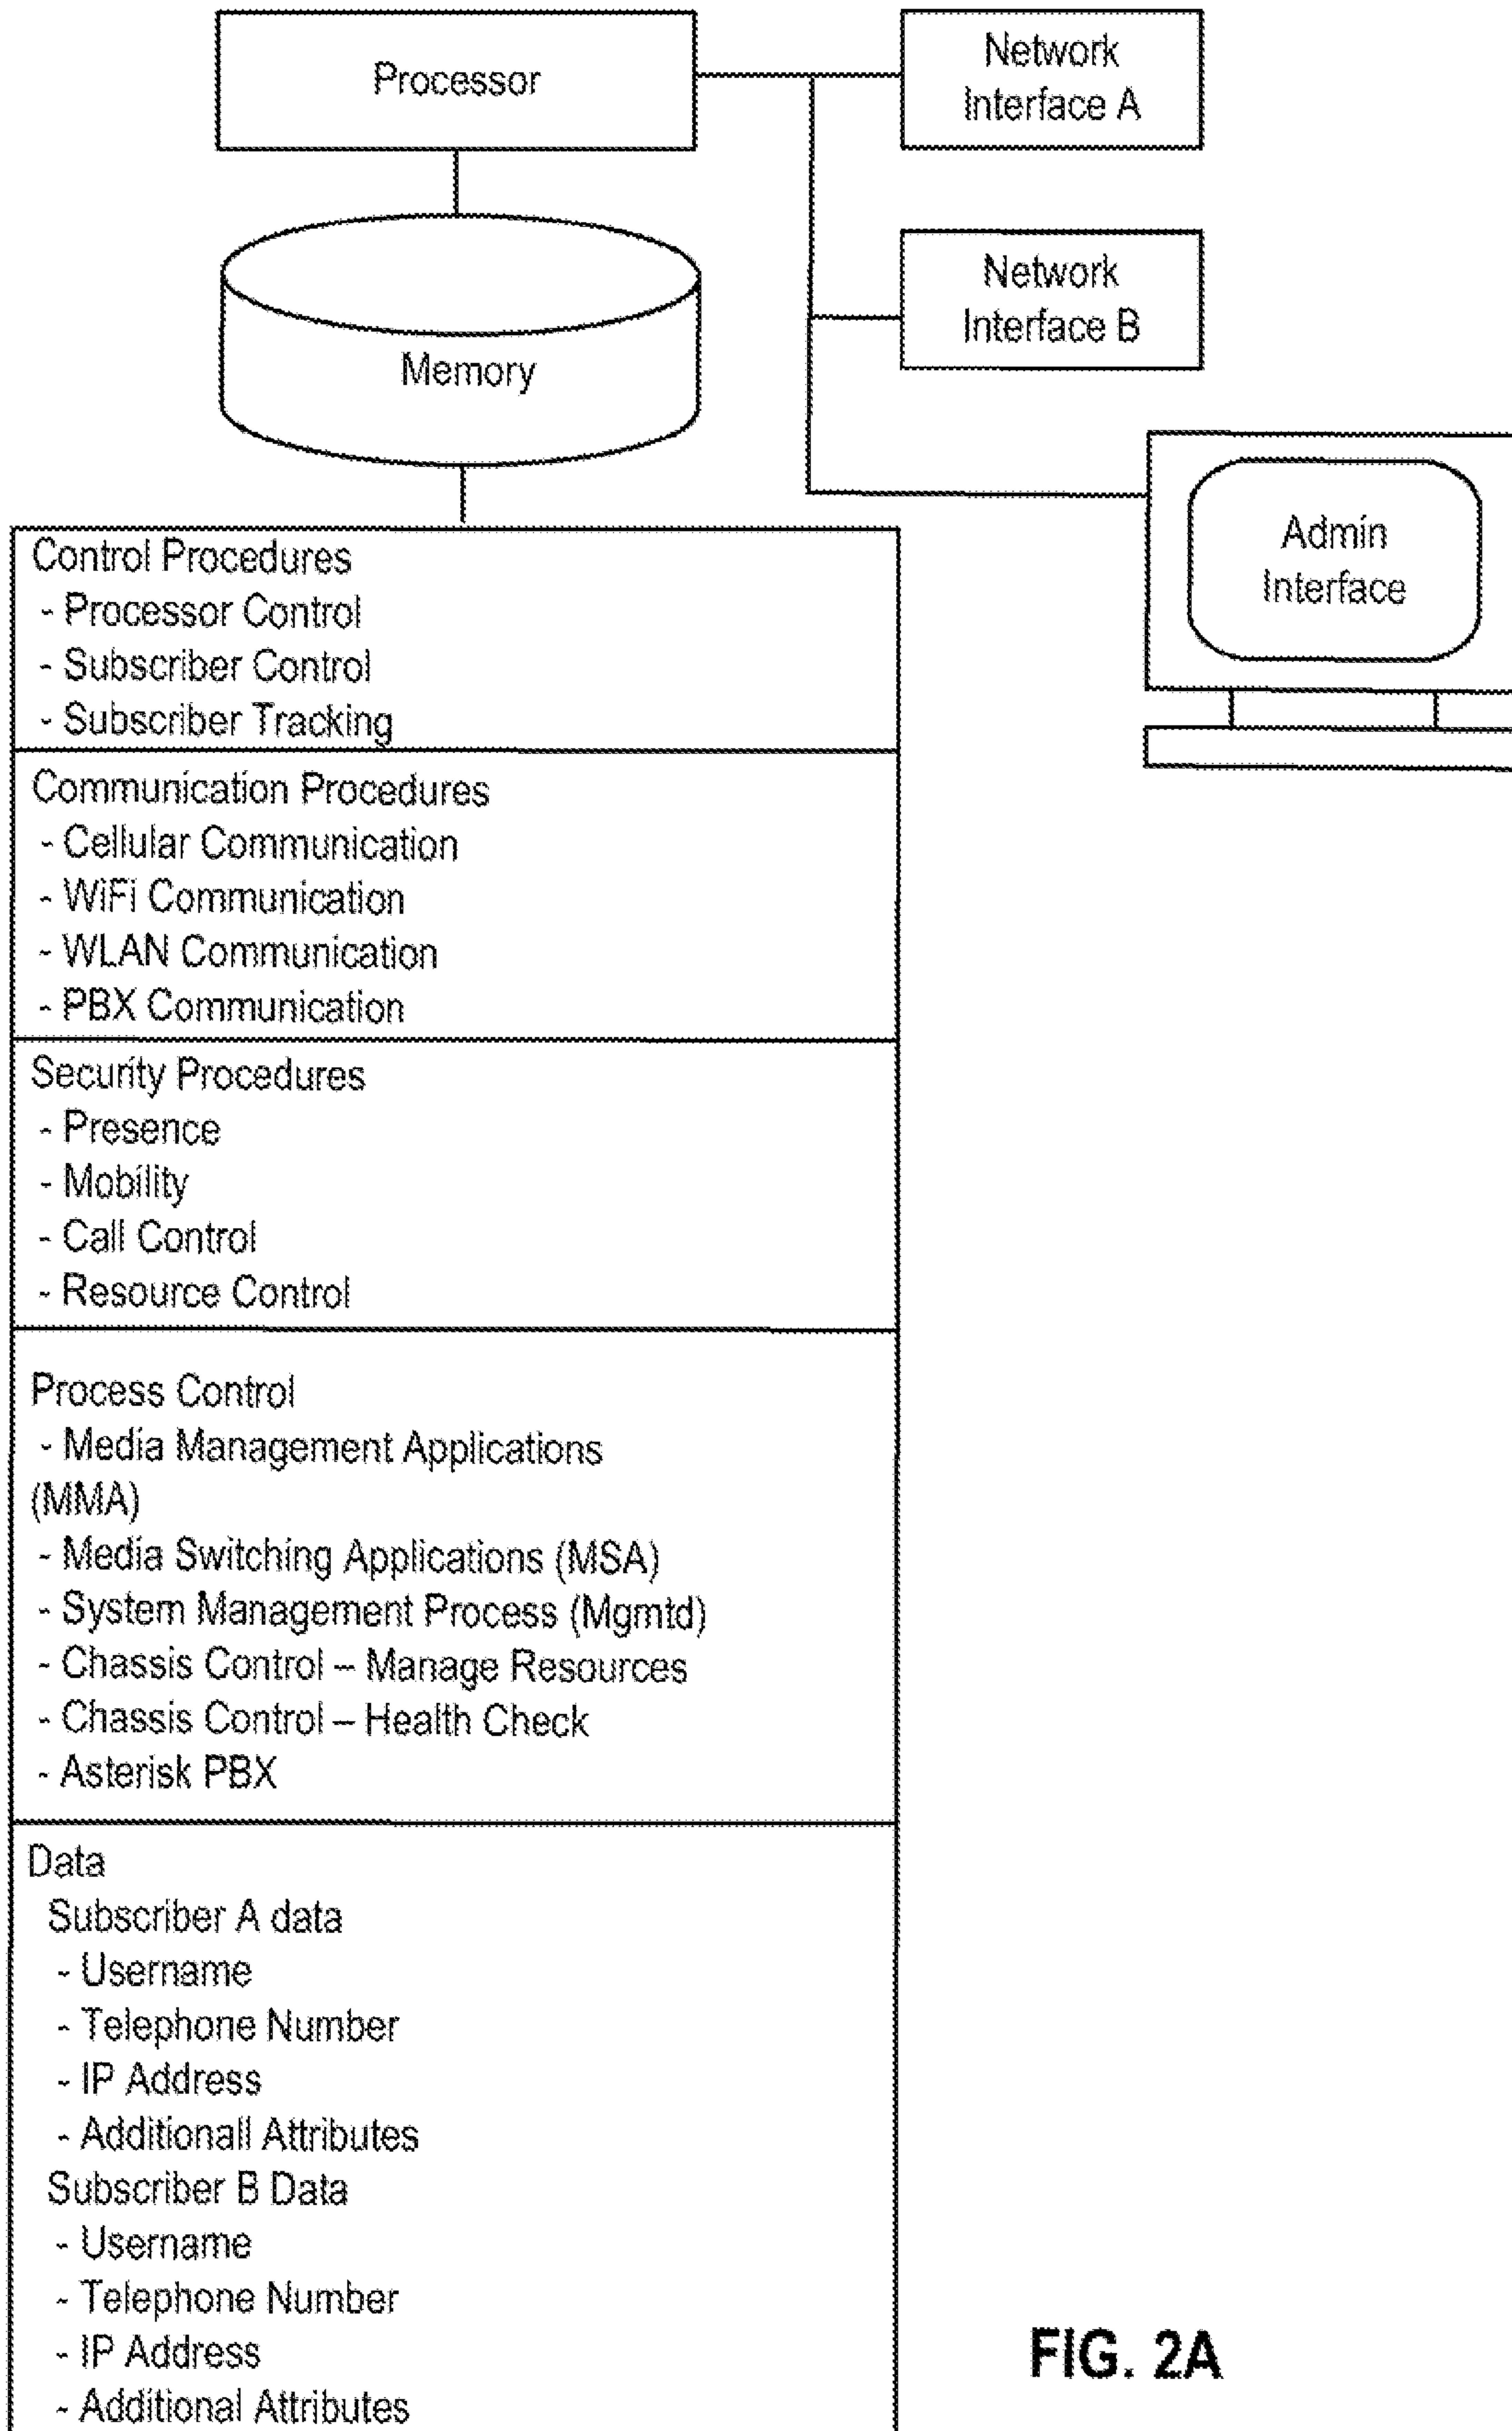 Processor
Network
Interface A
Network
Interface B
Memory
Admin
Interface
Control Procedures
- Processor Control
- Subscriber Control
- Subscriber Tracking
Communication Procedures
- Cellular Communication
- WiFi Communication
- WLAN Communication
- PBX Communication
Security Procedures
- Presence
- Mobility
- Call Control
- Resource Control
Process Control
- Media Management Applications
(MMA)
- Media Switching Applications (MSA)
- System Management Process (Mgmtd)
- Chassis Control – Manage Resources
- Chassis Control – Health Check
- Asterisk PBX
Data
Subscriber A data
- Username
- Telephone Number
- IP Address
- Additionall Attributes
Subscriber B Data
- Username
- Telephone Number
- IP Address
- Additional Attributes
FIG. 2A